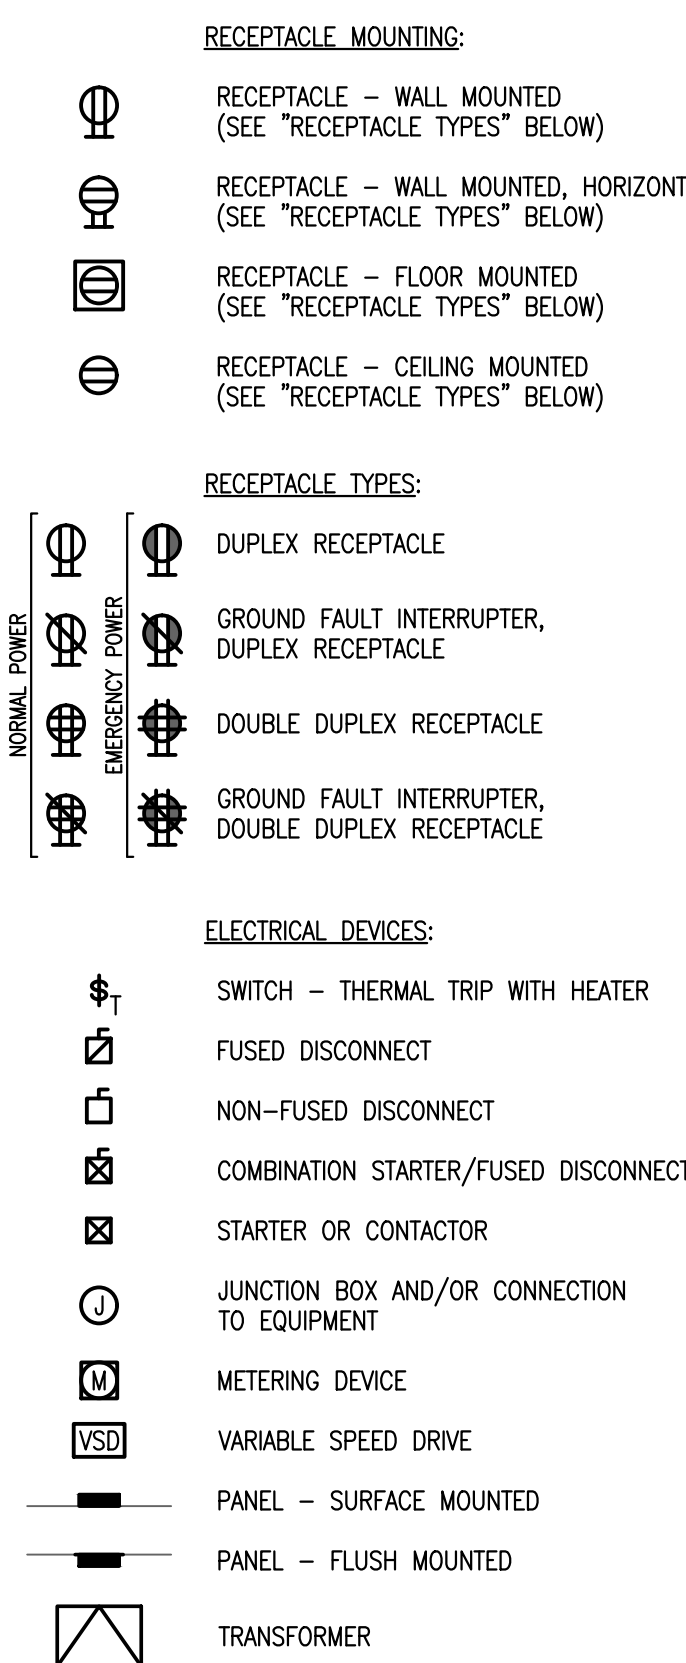 RECEPTACLE MOUNTING:
RECEPTACLE – WALL MOUNTED
(SEE "RECEPTACLE TYPES" BELOW)
RECEPTACLE – WALL MOUNTED, HORIZONT
(SEE "RECEPTACLE TYPES" BELOW)
RECEPTACLE – FLOOR MOUNTED
(SEE "RECEPTACLE TYPES" BELOW)
RECEPTACLE – CEILING MOUNTED
(SEE "RECEPTACLE TYPES" BELOW)
RECEPTACLE TYPES:
NORMAL POWER
EMERGENCY POWER
DUPLEX RECEPTACLE
GROUND FAULT INTERRUPTER,
DUPLEX RECEPTACLE
DOUBLE DUPLEX RECEPTACLE
GROUND FAULT INTERRUPTER,
DOUBLE DUPLEX RECEPTACLE
ELECTRICAL DEVICES:
$T SWITCH – THERMAL TRIP WITH HEATER
FUSED DISCONNECT
NON–FUSED DISCONNECT
COMBINATION STARTER/FUSED DISCONNECT
STARTER OR CONTACTOR
J JUNCTION BOX AND/OR CONNECTION
TO EQUIPMENT
M METERING DEVICE
VSD VARIABLE SPEED DRIVE
PANEL – SURFACE MOUNTED
PANEL – FLUSH MOUNTED
TRANSFORMER